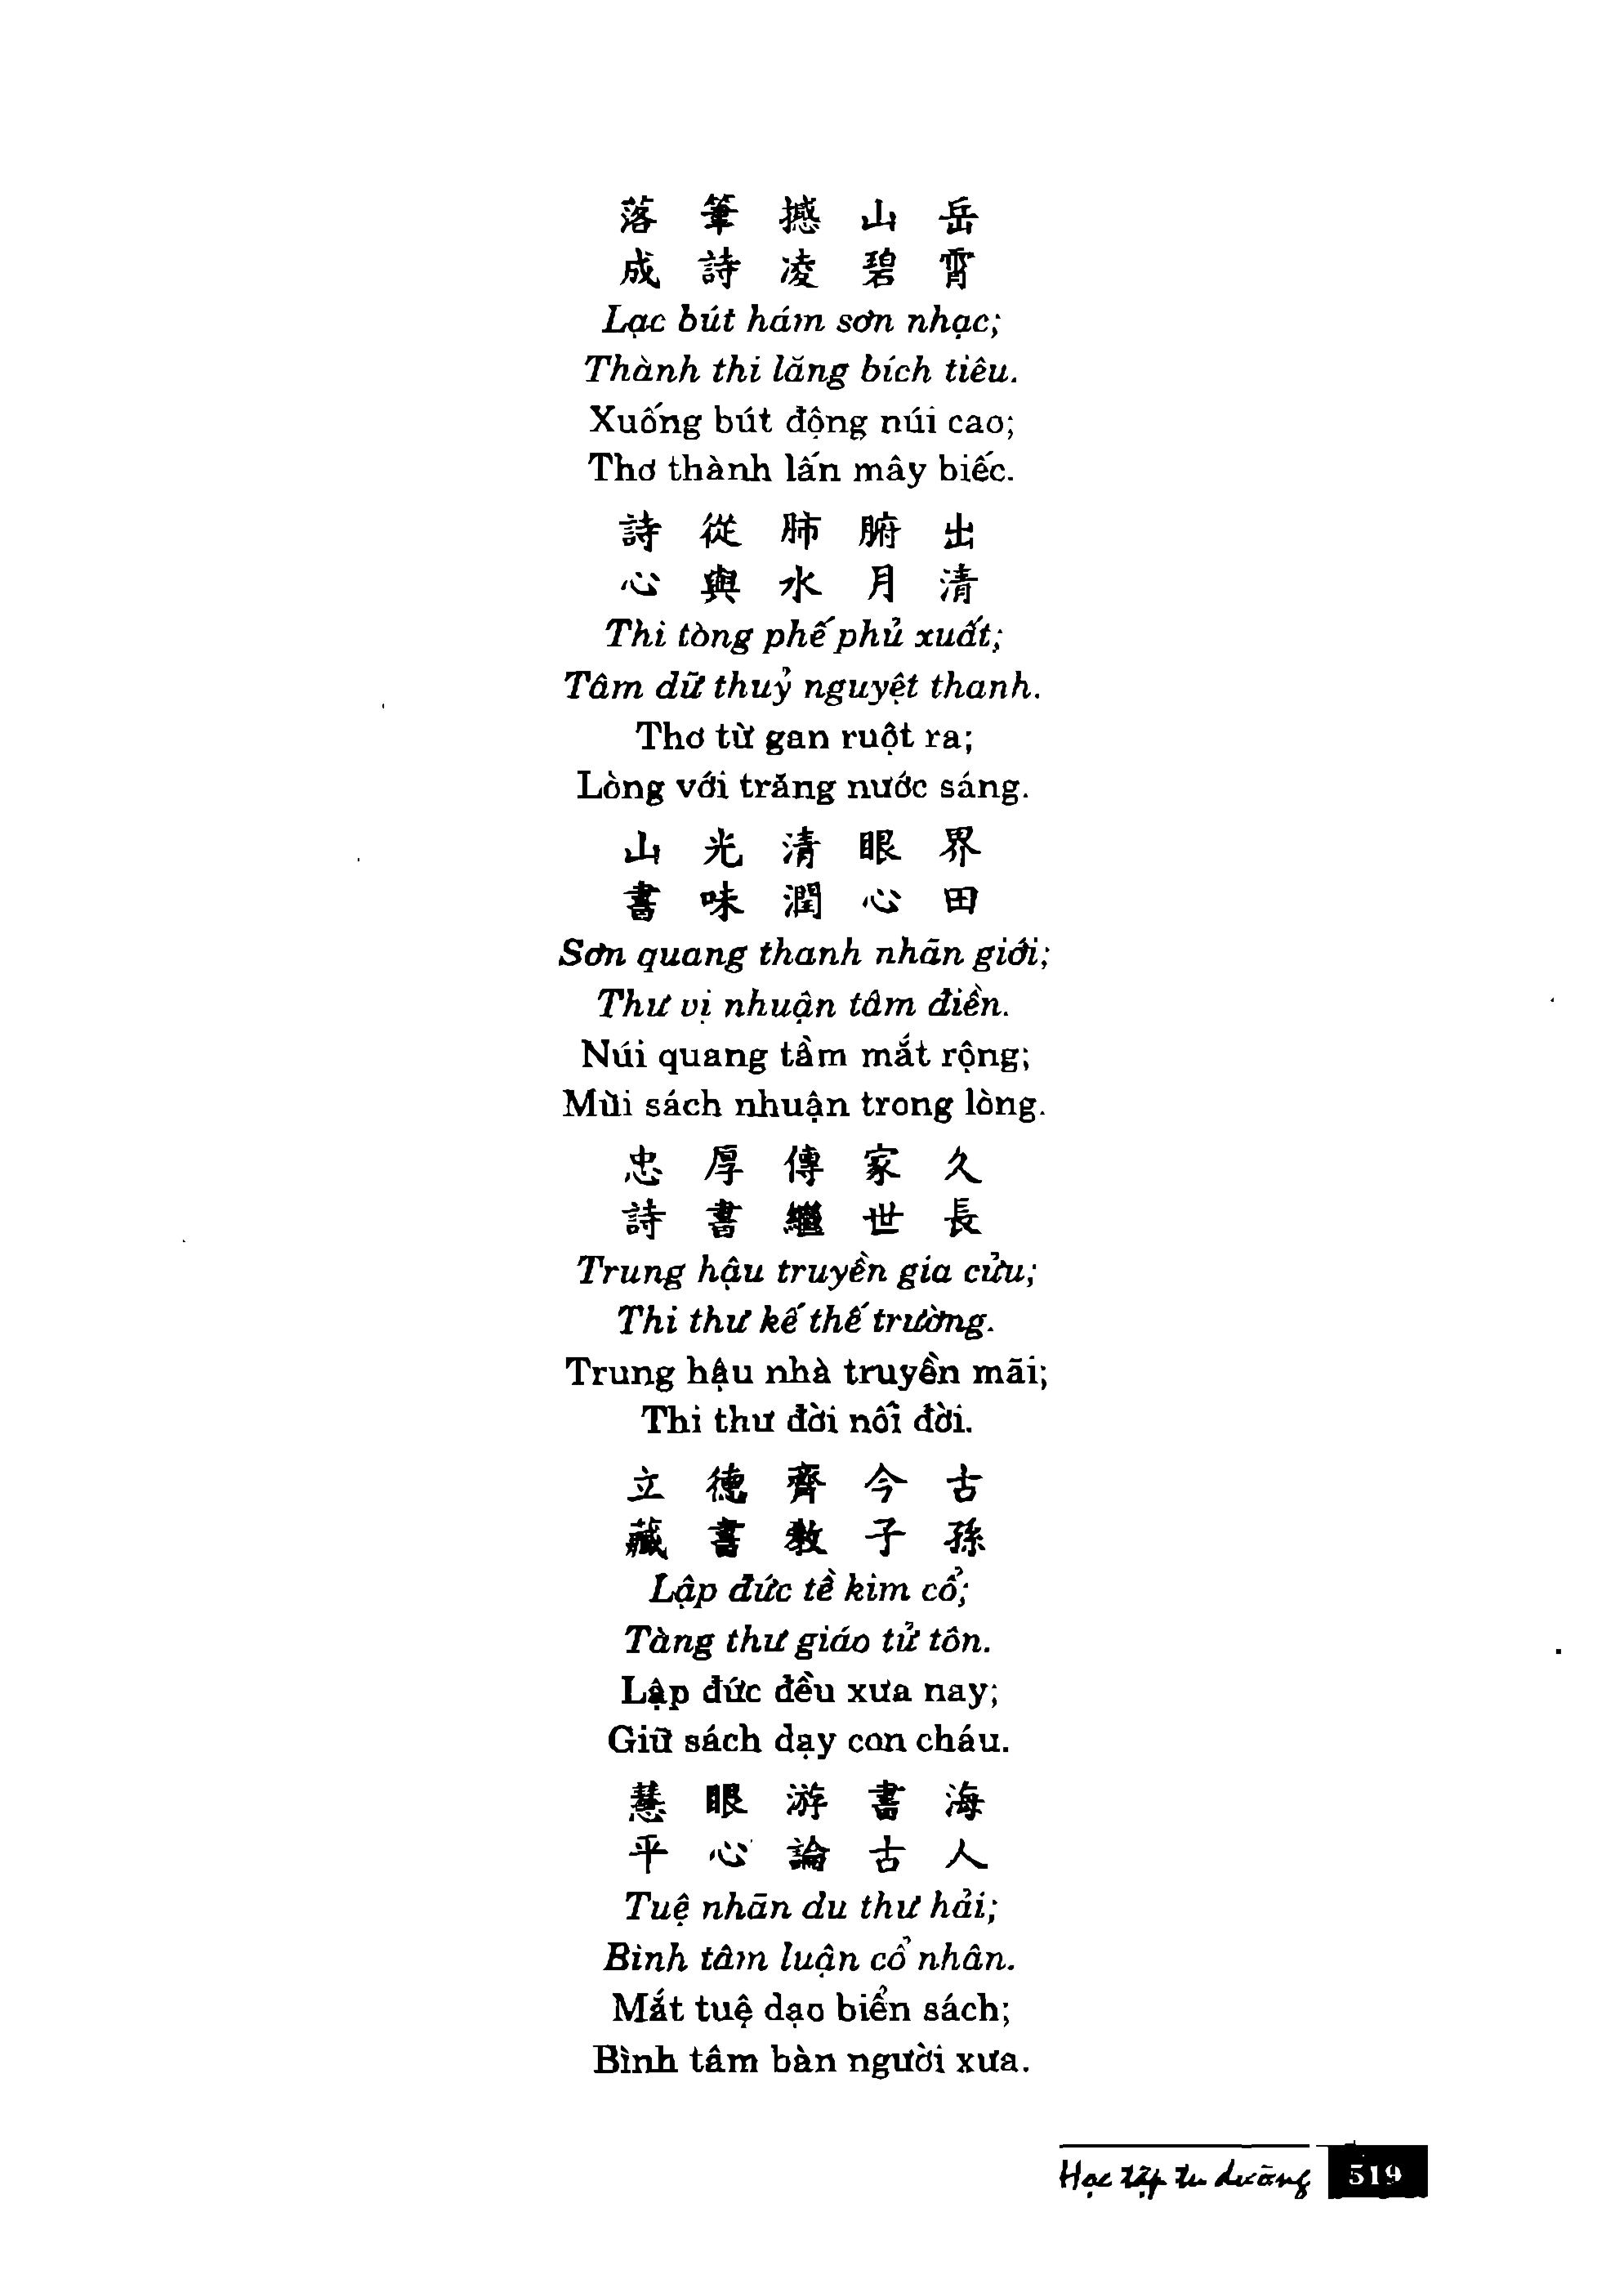 落 筆 撼 山 岳
成 詩 凌 碧 霄
Lạc bút hám sơn nhạc;
Thành thi lăng bích tiêu.
Xuống bút động núi cao;
Thơ thành lấn mây biếc.
詩 從 肺 腑 出
心 與 水 月 清
Thi tòng phế phủ xuất;
Tâm dữ thuỷ nguyệt thanh.
Thơ từ gan ruột ra;
Lòng với trăng nước sáng.
山 光 清 眼 界
書 味 潤 心 田
Sơn quang thanh nhãn giới;
Thư vị nhuận tâm điền.
Núi quang tầm mắt rộng;
Mùi sách nhuận trong lòng.
忠 厚 傳 家 久
詩 書 繼 世 長
Trung hậu truyền gia cửu;
Thi thư kế thế trường.
Trung hậu nhà truyền mãi;
Thi thư đời nối đời.
立 德 齊 今 古
藏 書 教 子 孫
Lập đức tề kim cổ;
Tàng thư giáo tử tôn.
Lập đức đều xưa nay;
Giữ sách dạy con cháu.
慧 眼 游 書 海
平 心 論 古 人
Tuệ nhãn du thư hải;
Bình tâm luận cổ nhân.
Mắt tuệ dạo biển sách;
Bình tâm bàn người xưa.
Học tập tu dưỡng 519